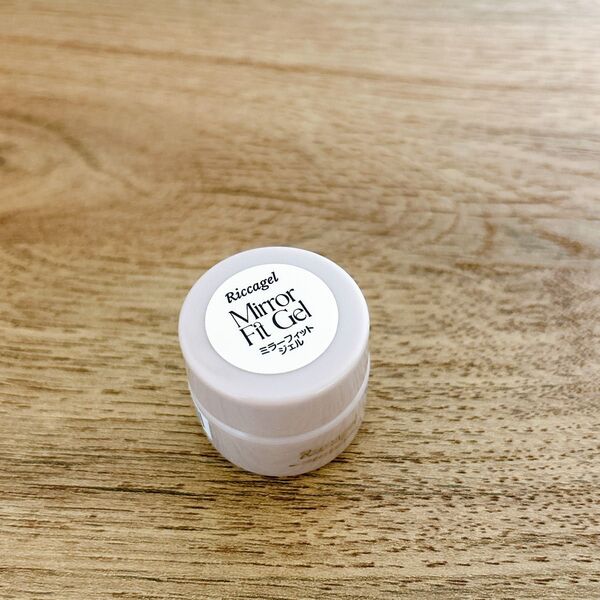 Riccagel
Mirror
Fit Gel
ミラーフィット
ジェル